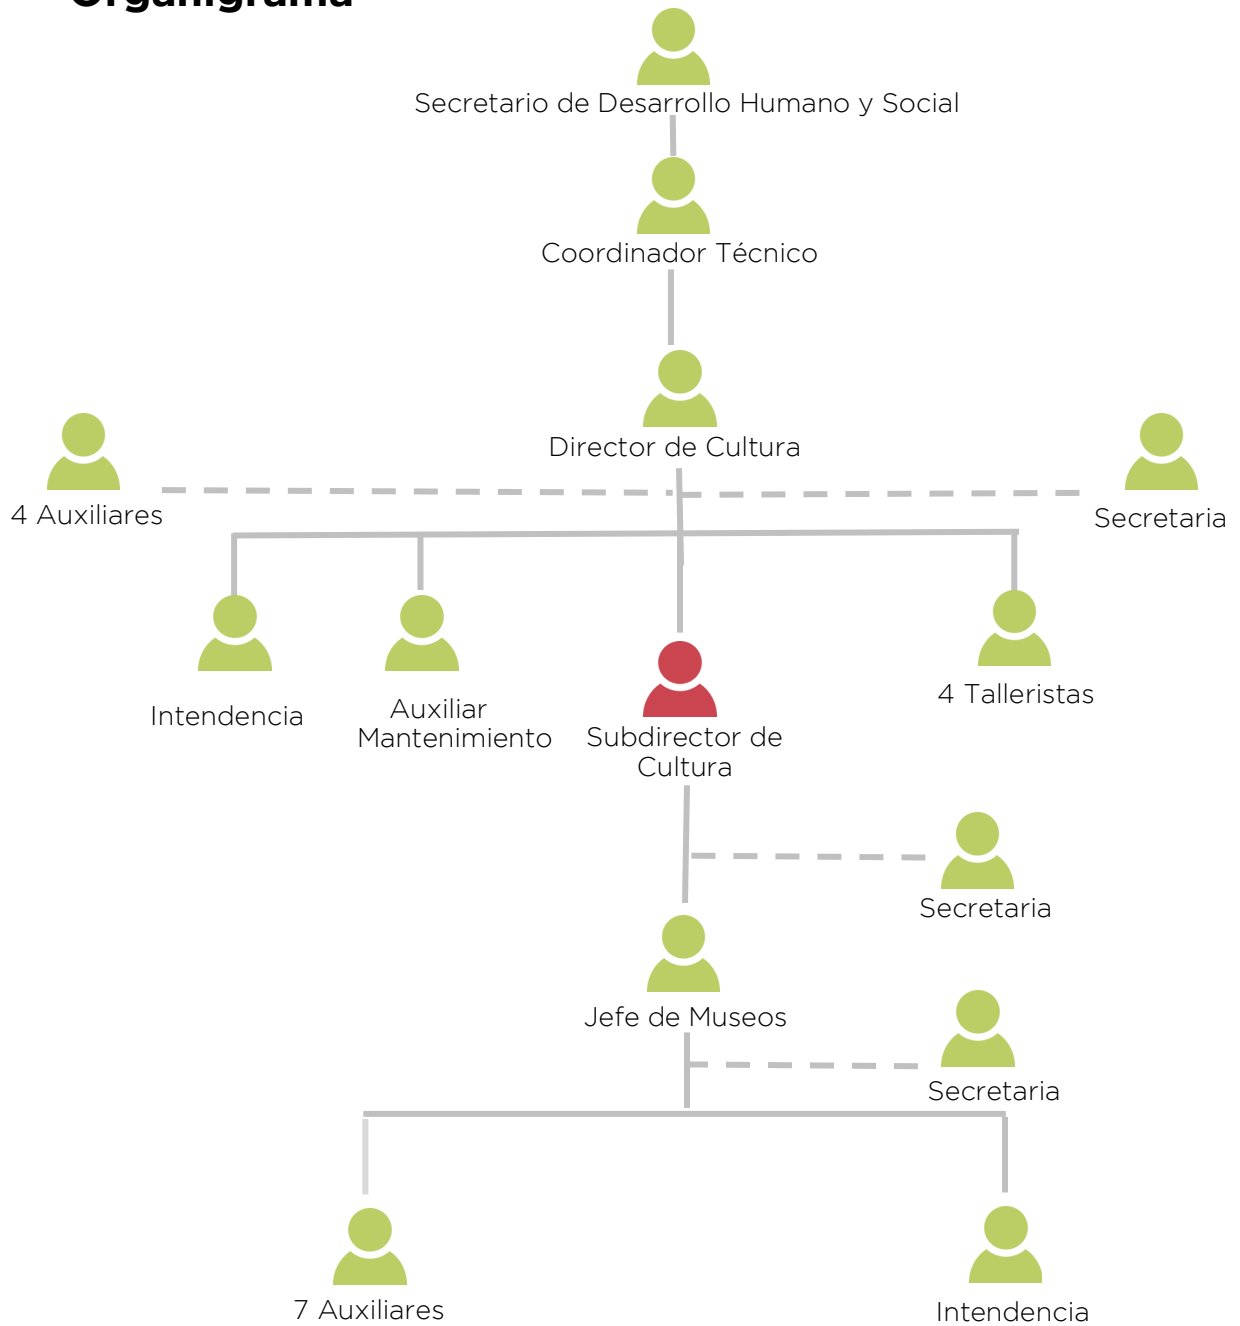 Organigrama
Secretario de Desarrollo Humano y Social
Coordinador Técnico
Director de Cultura
4 Auxiliares
Secretaria
Intendencia
Auxiliar
Mantenimiento
Subdirector de
Cultura
4 Talleristas
Secretaria
Jefe de Museos
Secretaria
7 Auxiliares
Intendencia